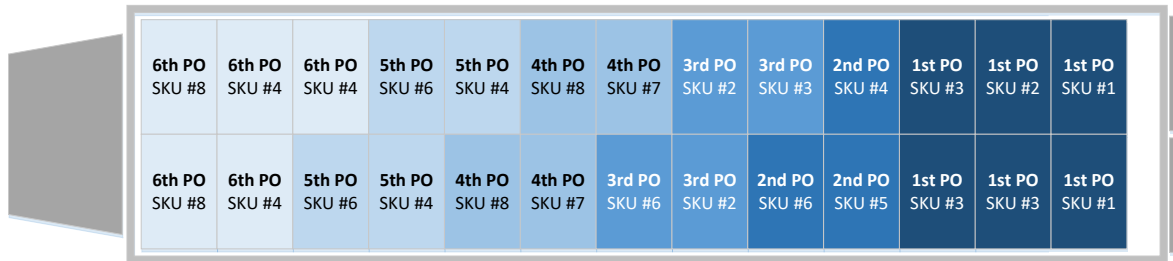 6th PO 6th PO 6th PO 5th PO 5th PO 4th PO 4th PO 3rd PO 3rd PO 2nd PO 1st PO 1st PO 1st PO
SKU #8 SKU #4 SKU #4 SKU #6 SKU #4 SKU #8 SKU #7 SKU #2 SKU #3 SKU #4 SKU #3 SKU #2 SKU #1
6th PO 6th PO 5th PO 5th PO 4th PO 4th PO 3rd PO 3rd PO 2nd PO 2nd PO 1st PO 1st PO 1st PO
SKU #8 SKU #4 SKU #6 SKU #4 SKU #8 SKU #7 SKU #6 SKU #2 SKU #6 SKU #5 SKU #3 SKU #3 SKU #1